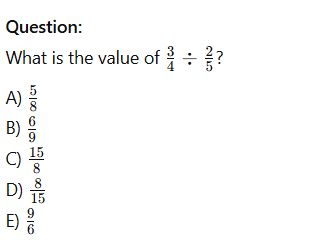 Question:
What is the value of 3/4 ÷ 2/5?
A) 5/8
B) 6/9
C) 15/8
D) 8/15
E) 9/6